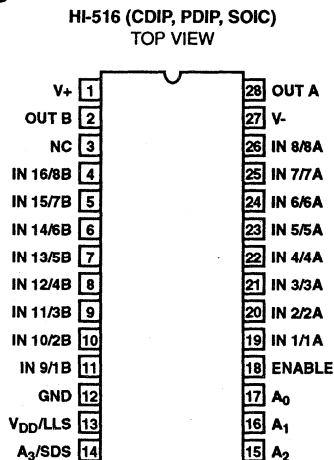 HI-516 (CDIP, PDIP, SOIC)
TOP VIEW
V+ 1 28 OUT A
OUT B 2 27 V-
NC 3 26 IN 8/8A
IN 16/8B 4 25 IN 7/7A
IN 15/7B 5 24 IN 6/6A
IN 14/6B 6 23 IN 5/5A
IN 13/5B 7 22 IN 4/4A
IN 12/4B 8 21 IN 3/3A
IN 11/3B 9 20 IN 2/2A
IN 10/2B 10 19 IN 1/1A
IN 9/1B 11 18 ENABLE
GND 12 17 A0
VDD/LLS 13 16 A1
A3/SDS 14 15 A2